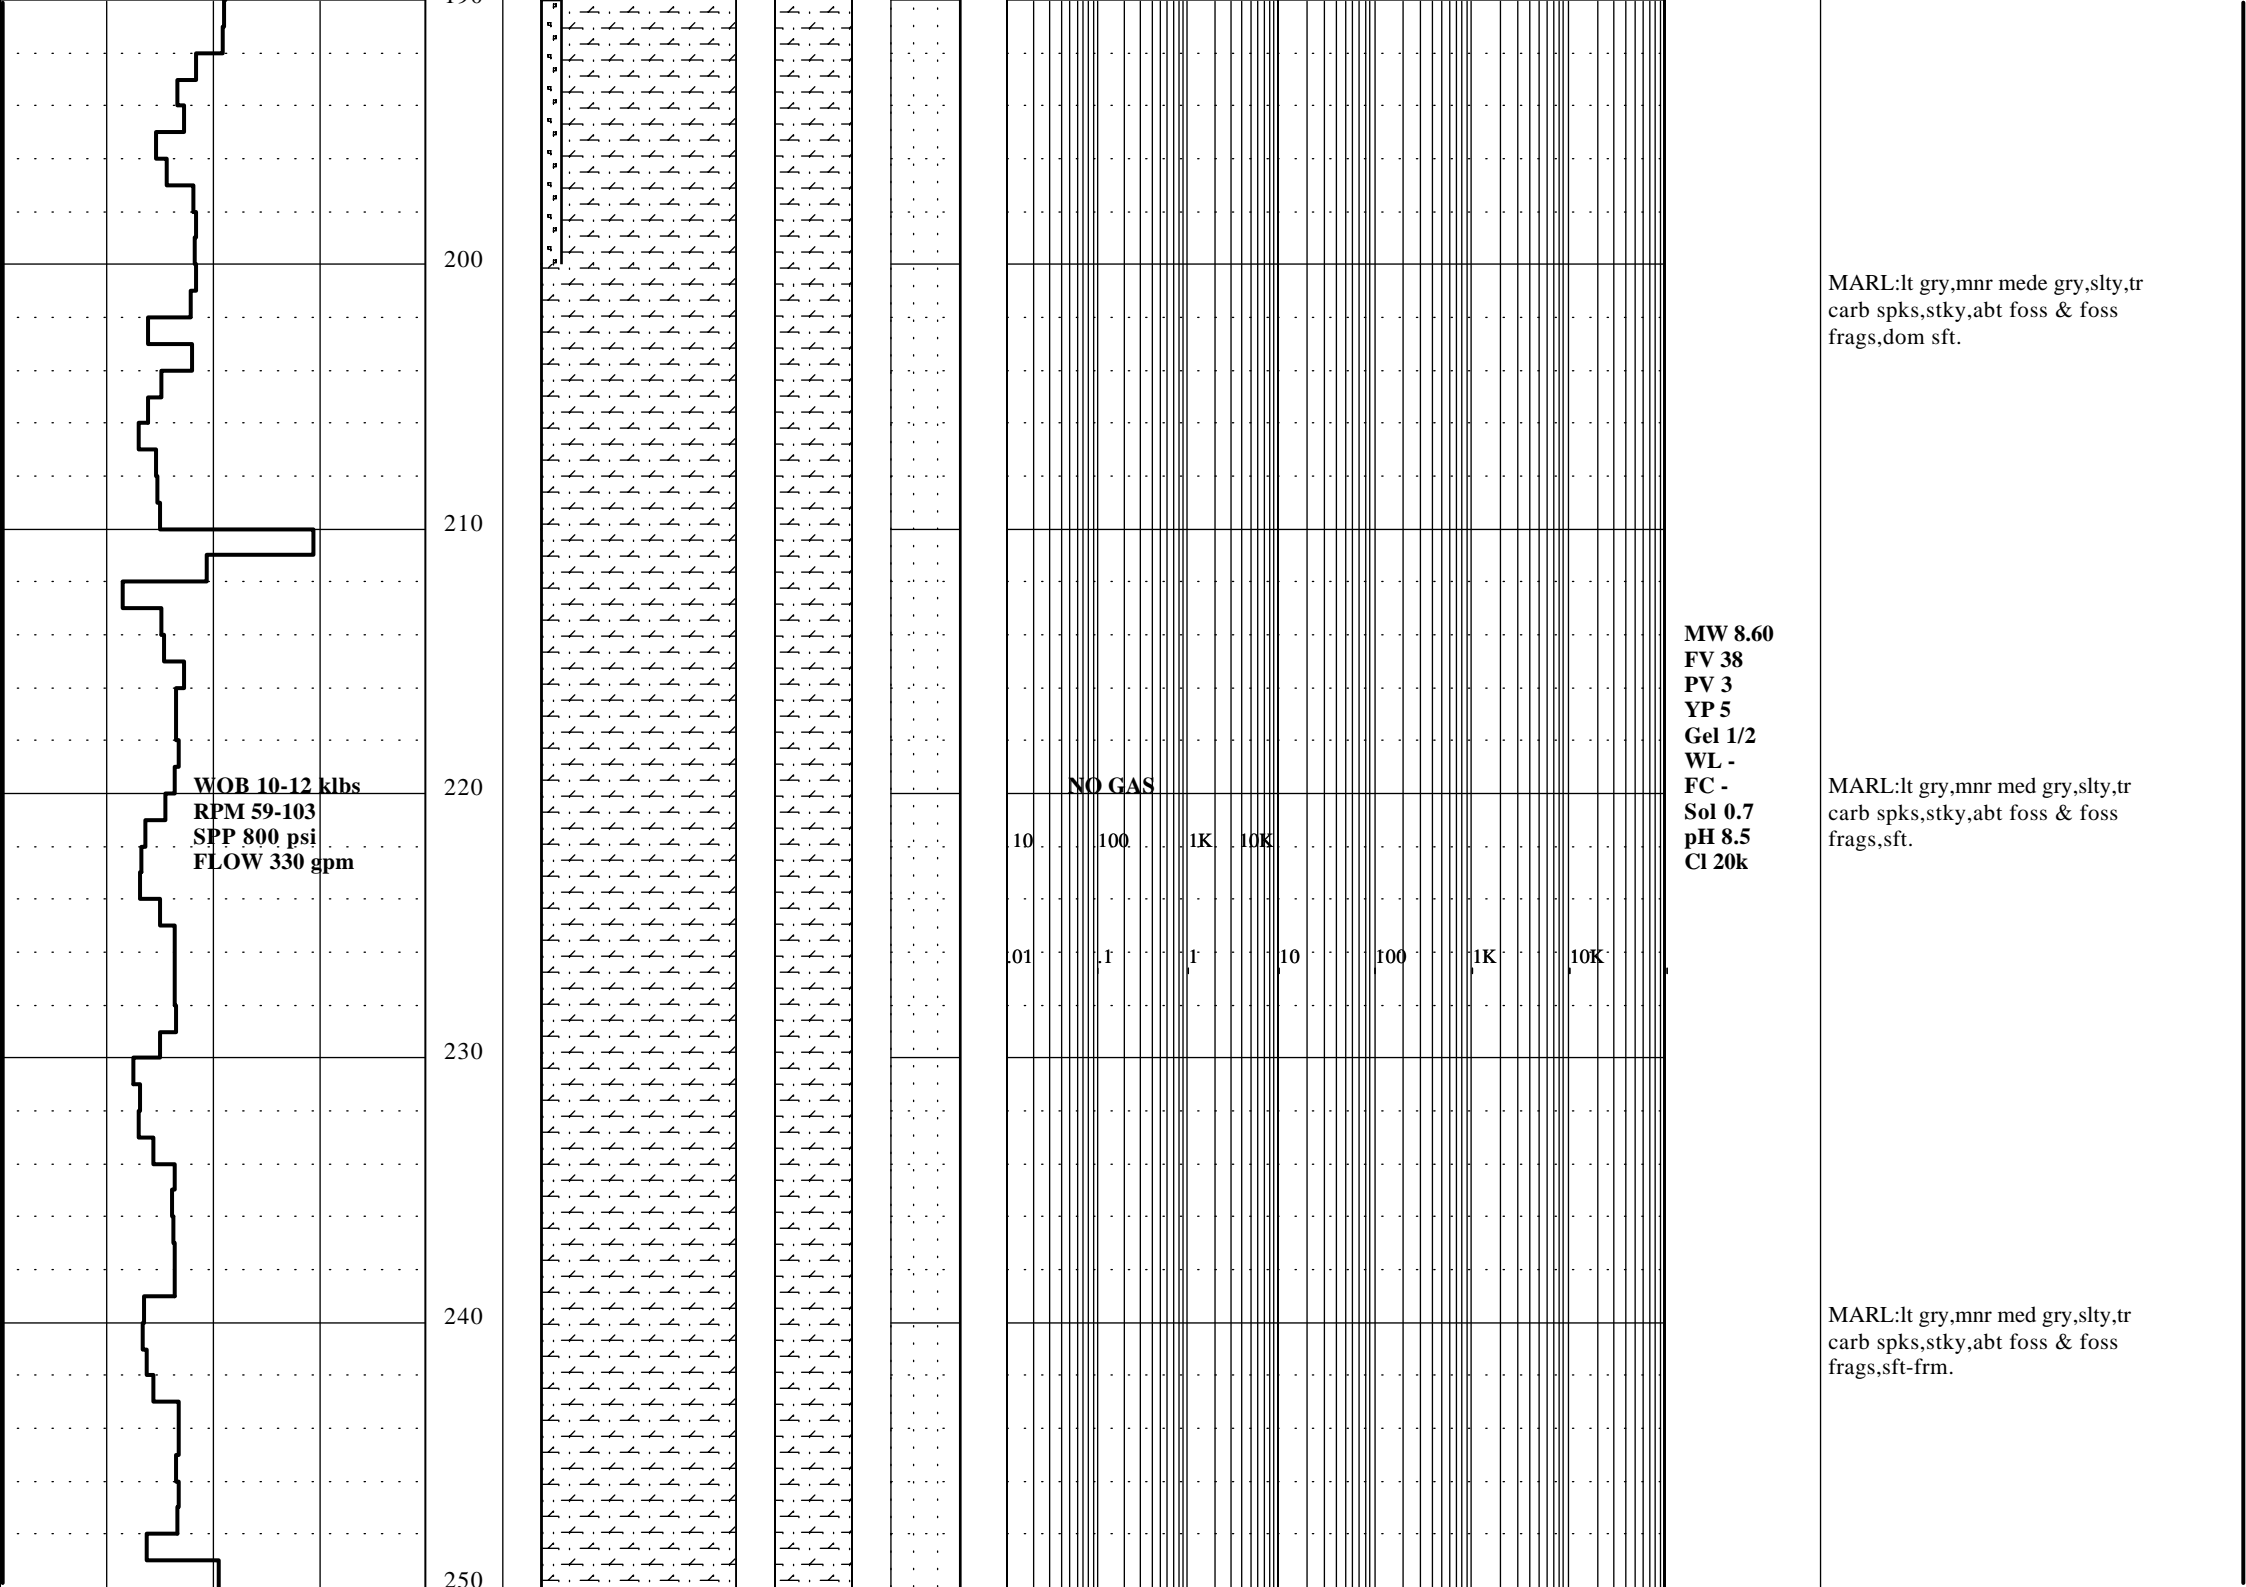 190
200
MARL:lt gry,mnr mede gry,slty,tr
carb spks,stky,abt foss & foss
frags,dom sft.
210
MW 8.60
FV 38
PV 3
YP 5
Gel 1/2
WL -
FC -
Sol 0.7
pH 8.5
Cl 20k
WOB 10-12 klbs
RPM 59-103
SPP 800 psi
FLOW 330 gpm
220
NO GAS
10 100 1K 10K
MARL:lt gry,mnr med gry,slty,tr
carb spks,stky,abt foss & foss
frags,sft.
.01 .1 1 10 100 1K 10K
230
240
MARL:lt gry,mnr med gry,slty,tr
carb spks,stky,abt foss & foss
frags,sft-frm.
250